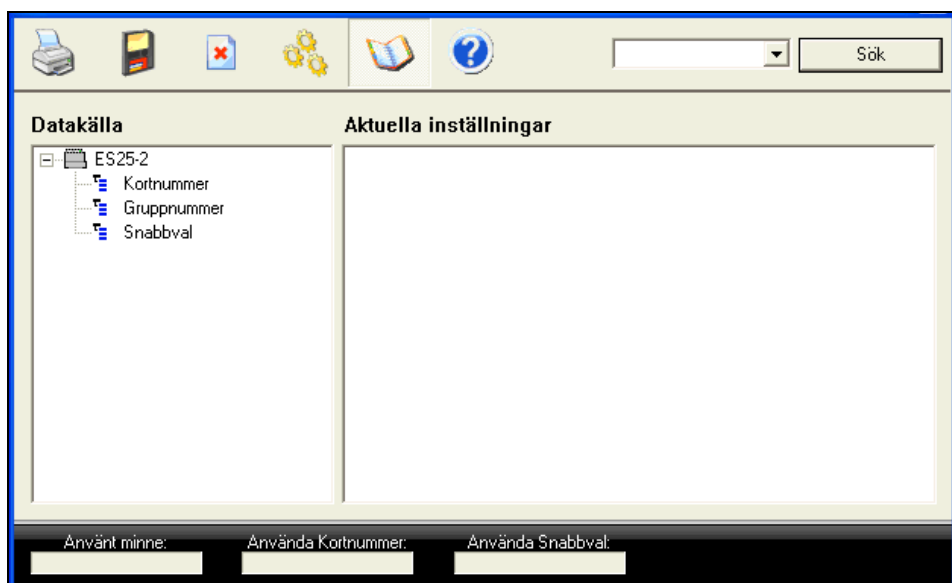 Sök
Datakälla
Aktuella inställningar
ES25-2
Kortnummer
Gruppnummer
Snabbval
Använt minne:
Använda Kortnummer:
Använda Snabbval: